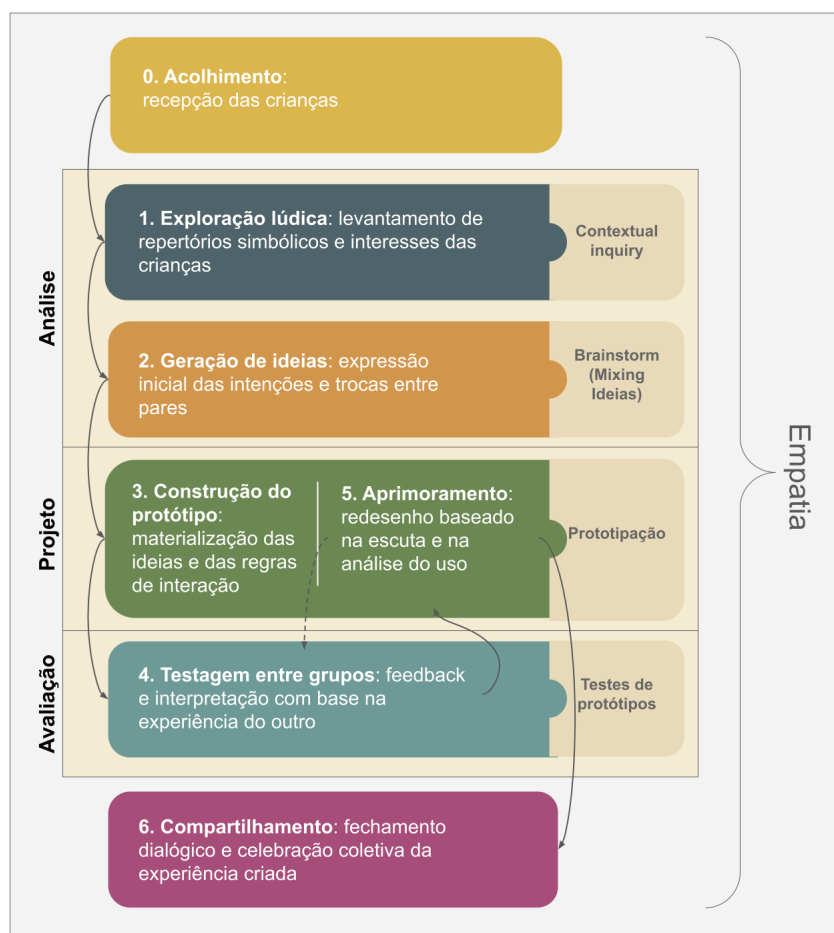 0. Acolhimento:
recepção das crianças
Análise
1. Exploração lúdica: levantamento de
repertórios simbólicos e interesses das
crianças
Contextual
inquiry
2. Geração de ideias: expressão
inicial das intenções e trocas entre
pares
Brainstorm
(Mixing
Ideias)
Projeto
3. Construção do
protótipo:
materialização das
ideias e das regras
de interação
5. Aprimoramento:
redesenho baseado
na escuta e na
análise do uso
Prototipação
Avaliação
4. Testagem entre grupos: feedback
e interpretação com base na
experiência do outro
Testes de
protótipos
6. Compartilhamento: fechamento
dialógico e celebração coletiva da
experiência criada
Empatia